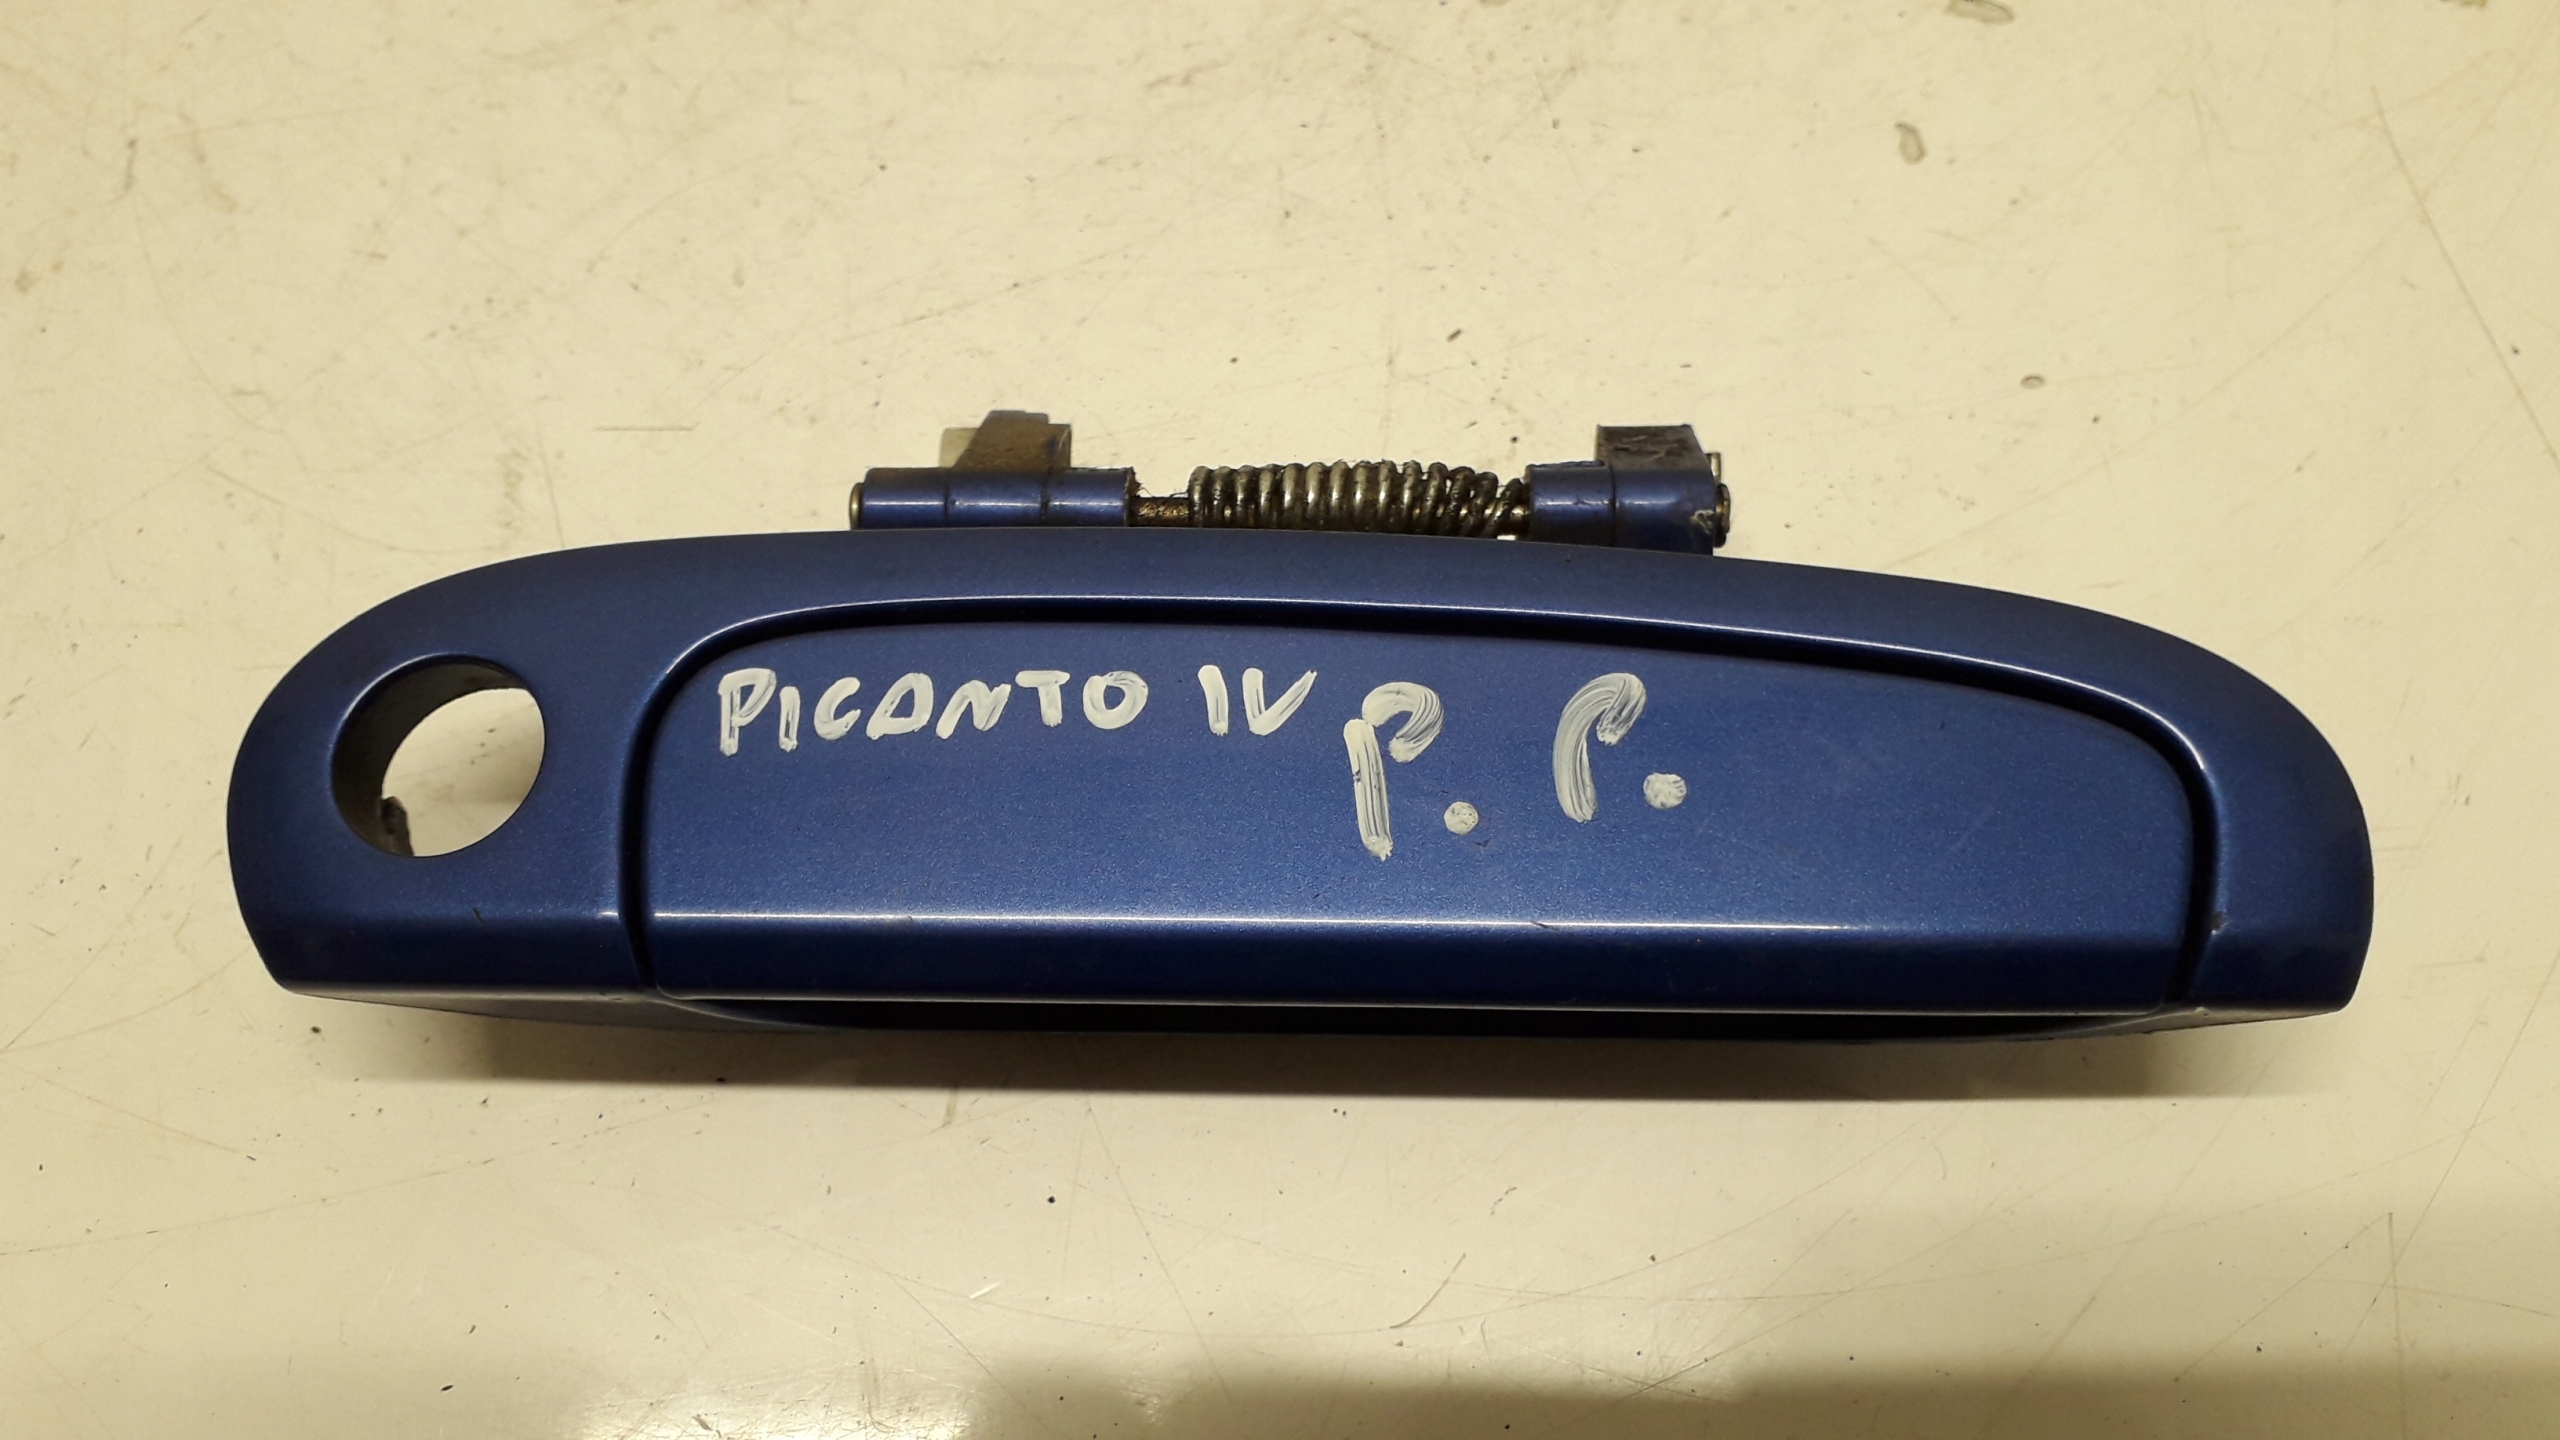 PICANTO IV P. P.